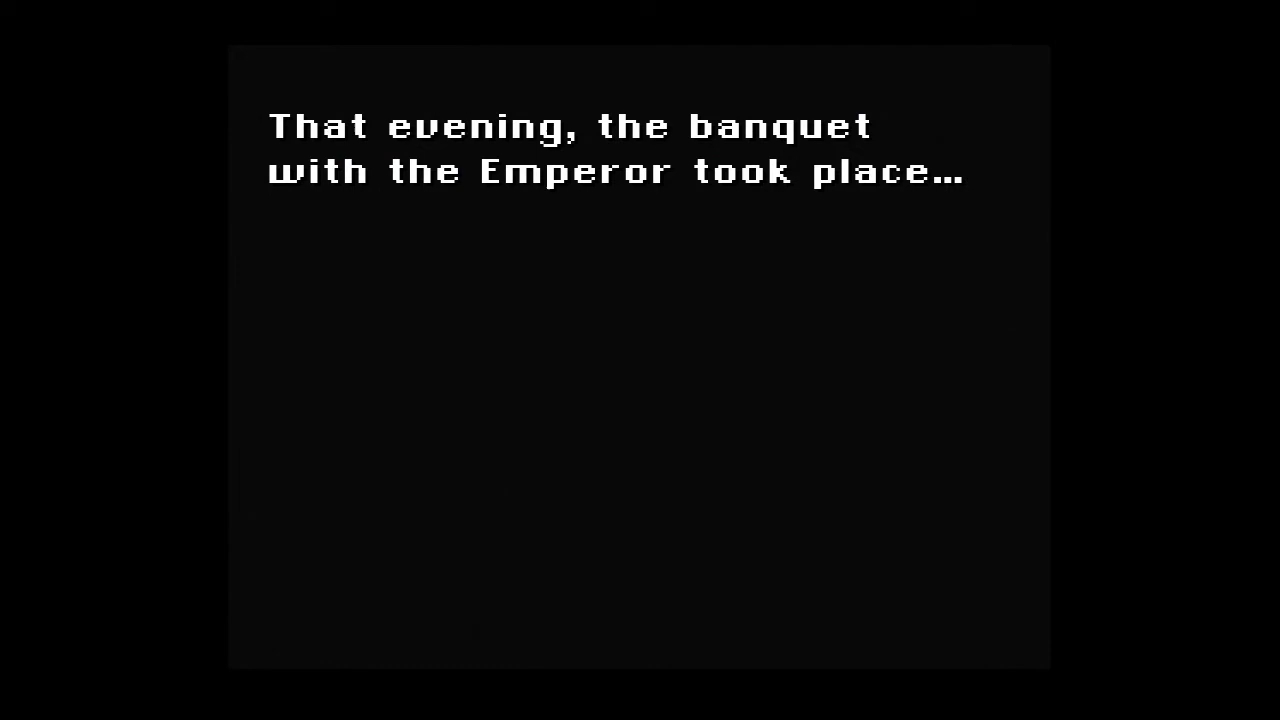 That evening, the banquet
with the Emperor took place…